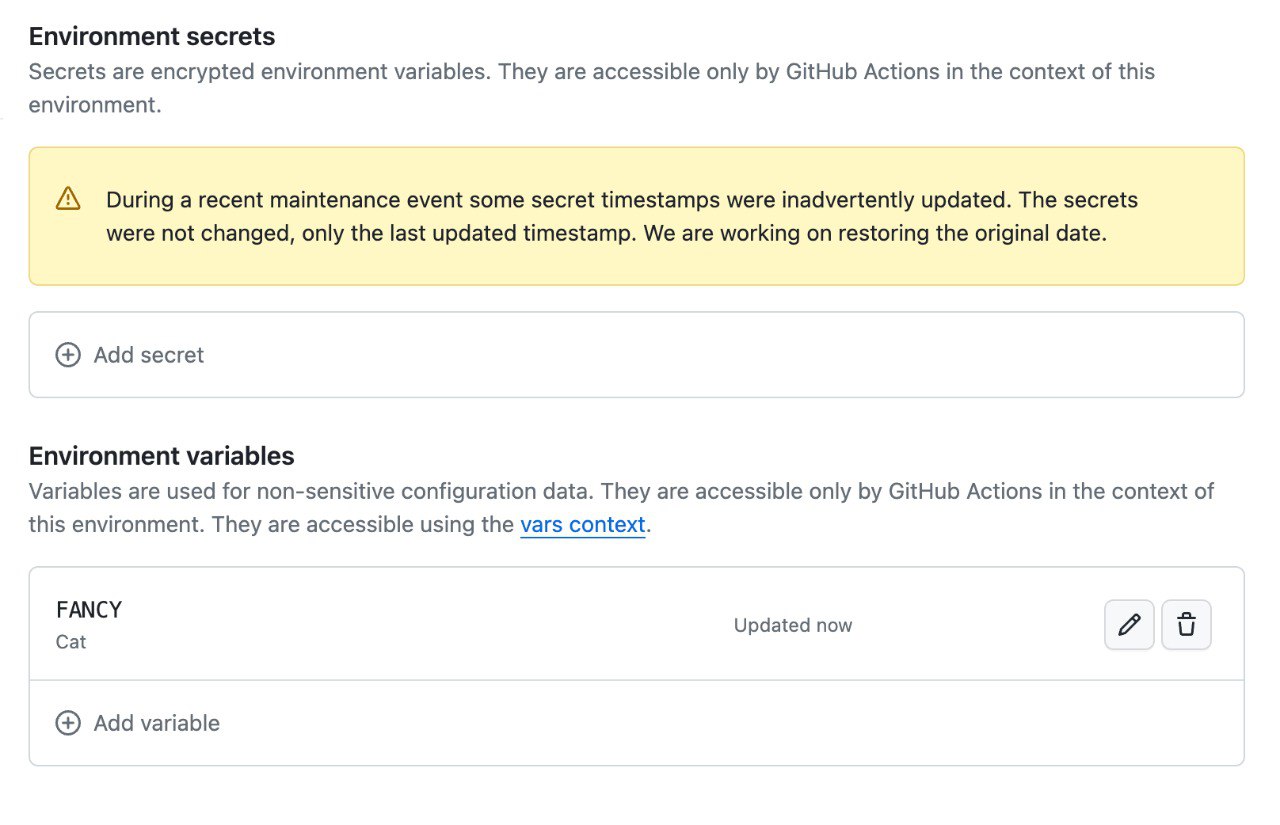 Environment secrets
Secrets are encrypted environment variables. They are accessible only by GitHub Actions in the context of this
environment.
During a recent maintenance event some secret timestamps were inadvertently updated. The secrets
were not changed, only the last updated timestamp. We are working on restoring the original date.
Add secret
Environment variables
Variables are used for non-sensitive configuration data. They are accessible only by GitHub Actions in the context of
this environment. They are accessible using the vars context.
FANCY
Cat
Updated now
Add variable